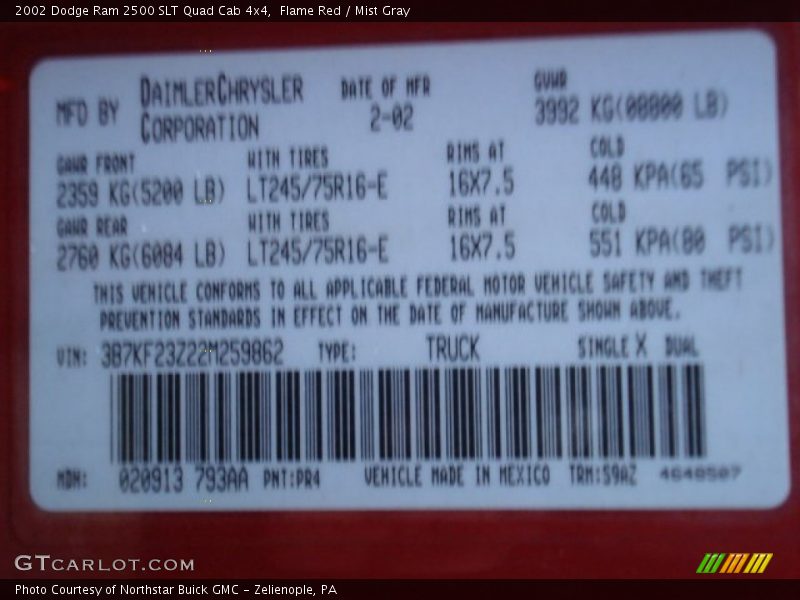 2002 Dodge Ram 2500 SLT Quad Cab 4x4,  Flame Red / Mist Gray
MFD BY DAIMLERCHRYSLER CORPORATION DATE OF MFR 2-02 GVWR 3992 KG(08800 LB)
GAWR FRONT WITH TIRES RIMS AT COLD
2359 KG(5200 LB) LT245/75R16-E 16X7.5 448 KPA(65 PSI)
GAWR REAR WITH TIRES RIMS AT COLD
2760 KG(6084 LB) LT245/75R16-E 16X7.5 551 KPA(80 PSI)
THIS VEHICLE CONFORMS TO ALL APPLICABLE FEDERAL MOTOR VEHICLE SAFETY AND THEFT
PREVENTION STANDARDS IN EFFECT ON THE DATE OF MANUFACTURE SHOWN ABOVE.
VIN: 3B7KF23Z22M259862 TYPE: TRUCK SINGLE X DUAL
MDH: 020913 793AA PNT:PR4 VEHICLE MADE IN MEXICO TRM:S9AZ 4648507
GTCARLOT.COM
Photo Courtesy of Northstar Buick GMC - Zelienople, PA